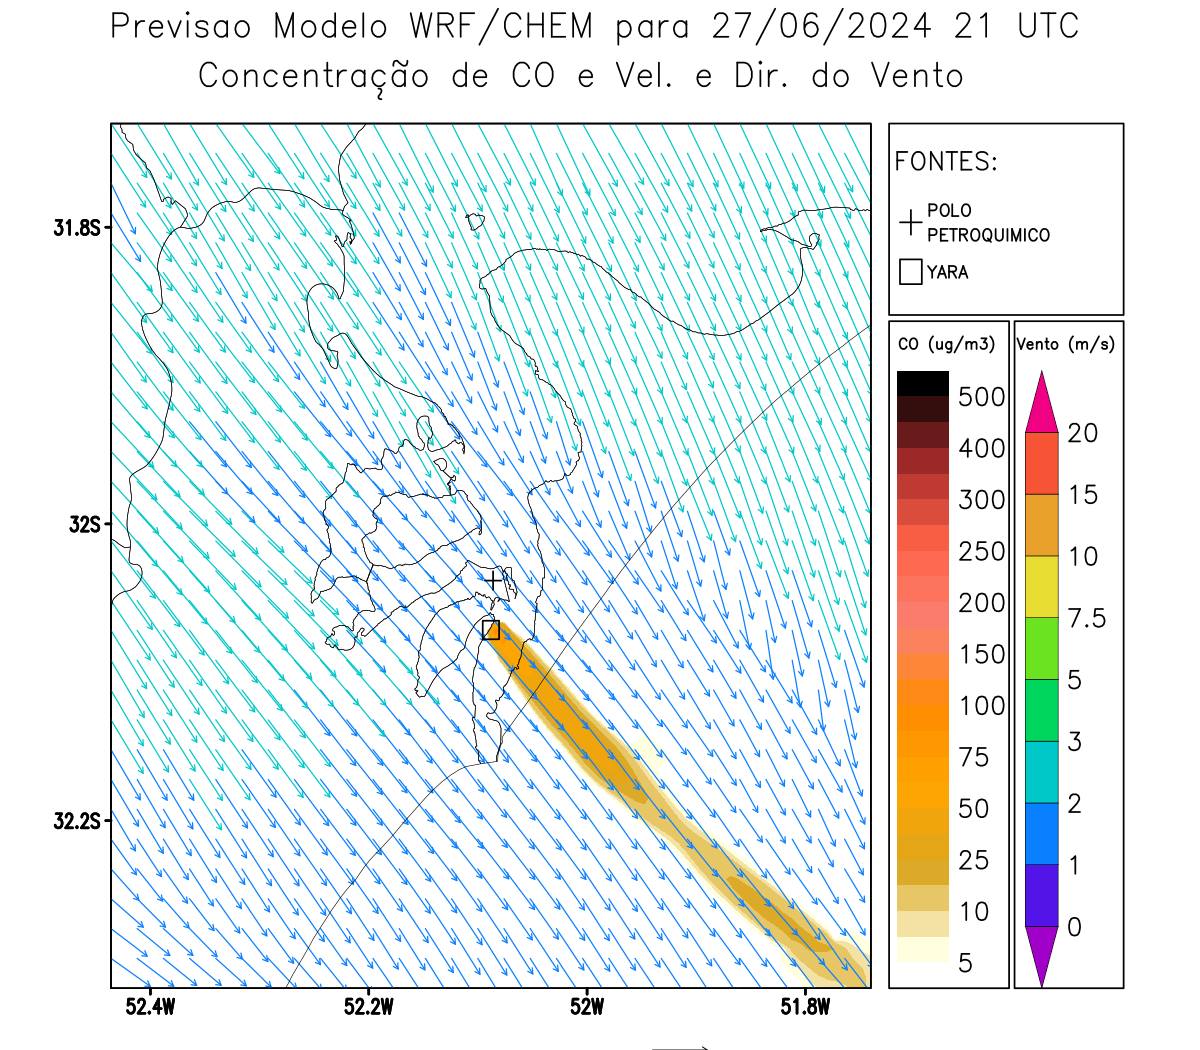 Previsao Modelo WRF/CHEM para 27/06/2024 21 UTC
Concentração de CO e Vel. e Dir. do Vento
FONTES:
POLO
PETROQUIMICO
YARA
CO (ug/m3)
500
400
300
250
200
150
100
75
50
25
10
5
Vento (m/s)
20
15
10
7.5
5
3
2
1
0
31.8S
32S
32.2S
52.4W
52.2W
52W
51.8W